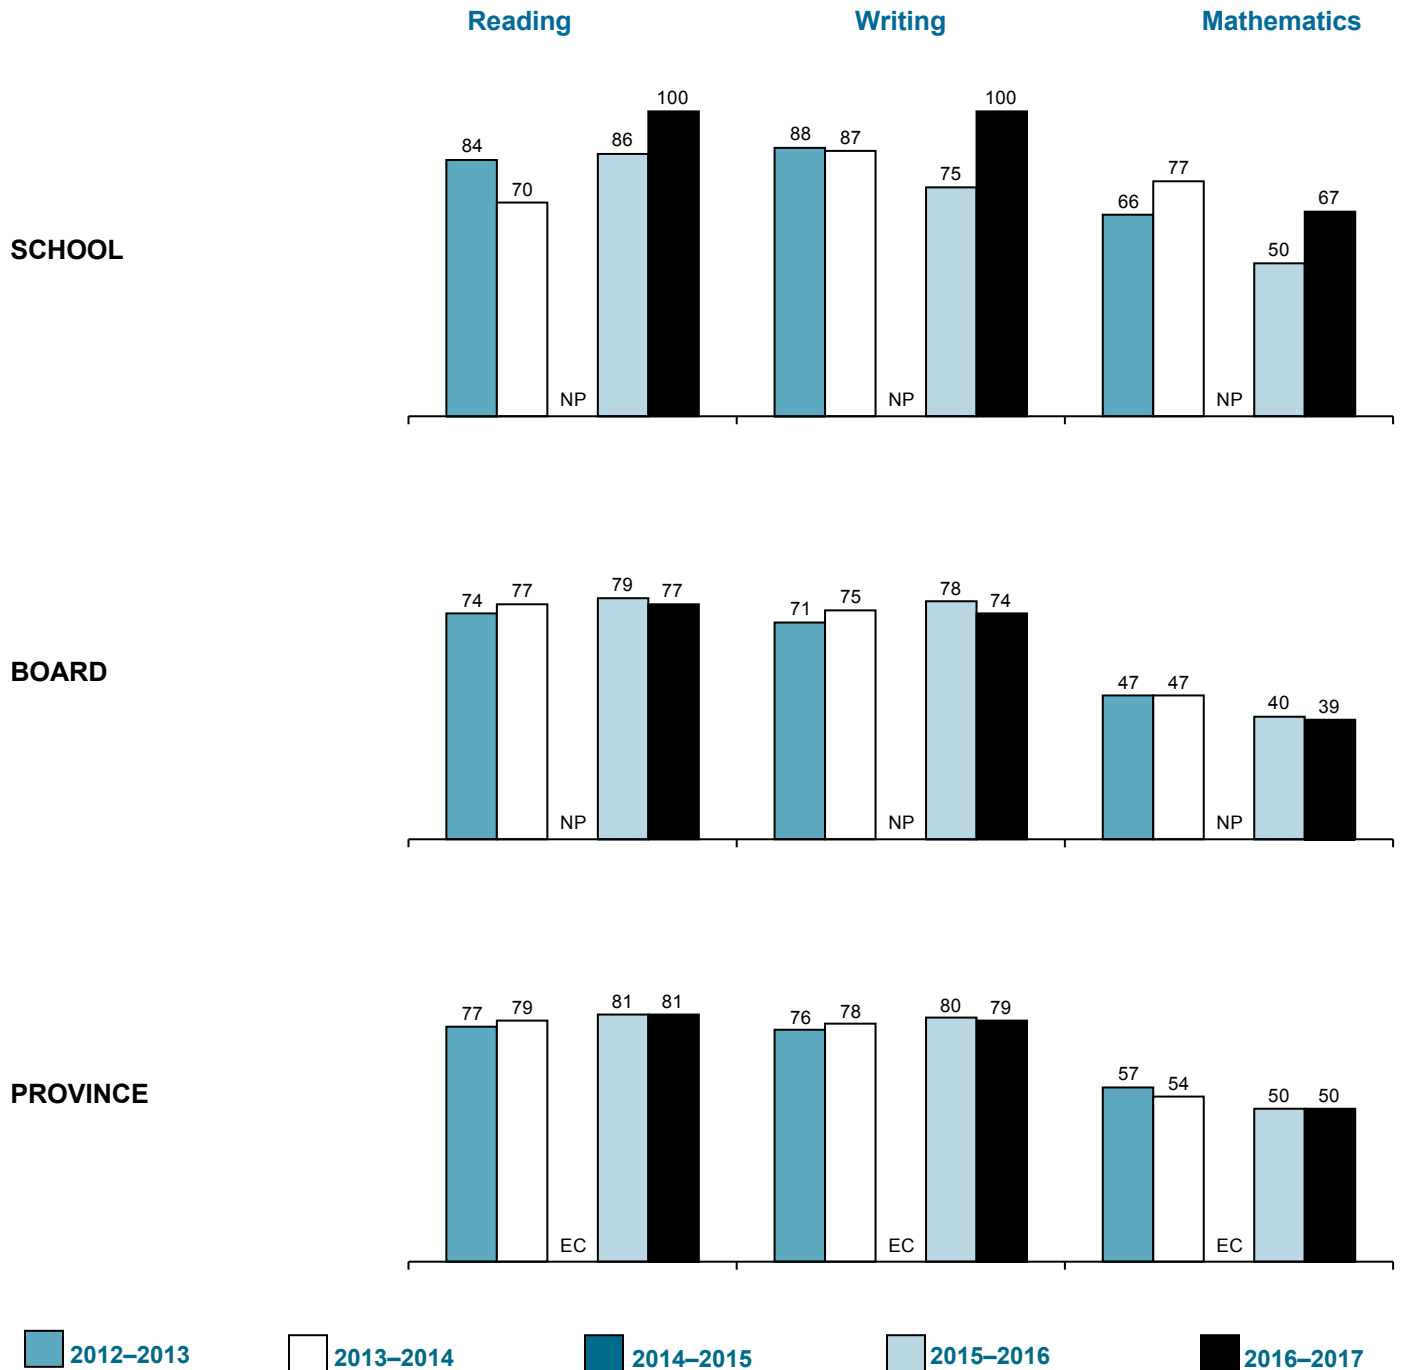 Reading Writing Mathematics
SCHOOL
84 70 NP 86 100 88 87 NP 75 100 66 77 NP 50 67
BOARD
74 77 NP 79 77 71 75 NP 78 74 47 47 NP 40 39
PROVINCE
77 79 EC 81 81 76 78 EC 80 79 57 54 EC 50 50
2012–2013 2013–2014 2014–2015 2015–2016 2016–2017